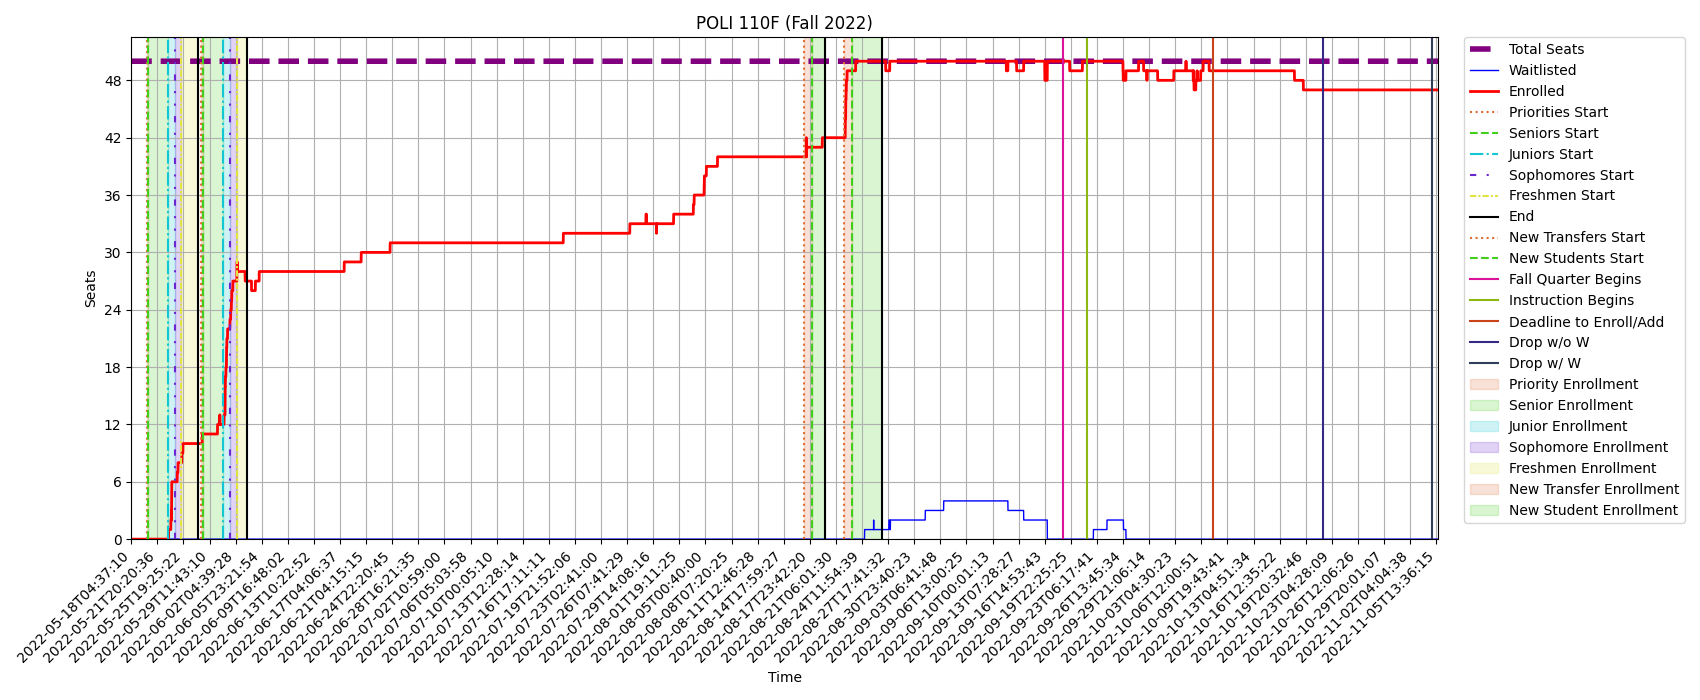 POLI 110F (Fall 2022)
Seats
48
42
36
30
24
18
12
6
0
2022-05-18T04:37:10
2022-05-21T20:20:36
2022-05-25T19:25:22
2022-05-29T11:43:10
2022-06-02T04:39:28
2022-06-05T23:21:54
2022-06-09T16:48:02
2022-06-13T10:22:52
2022-06-17T04:06:37
2022-06-21T04:15:15
2022-06-24T22:20:45
2022-06-28T16:21:35
2022-07-02T10:59:00
2022-07-06T05:03:58
2022-07-10T00:05:10
2022-07-13T12:28:14
2022-07-16T17:11:11
2022-07-19T21:52:06
2022-07-23T02:41:00
2022-07-26T07:41:29
2022-07-29T14:08:16
2022-08-01T19:11:25
2022-08-05T00:40:00
2022-08-08T07:20:25
2022-08-11T12:46:28
2022-08-14T17:59:27
2022-08-17T23:42:20
2022-08-21T06:01:30
2022-08-24T11:54:39
2022-08-27T17:41:32
2022-08-30T23:40:23
2022-09-03T06:41:48
2022-09-06T13:00:25
2022-09-10T00:01:13
2022-09-13T07:28:27
2022-09-16T14:53:43
2022-09-19T22:25:25
2022-09-23T06:17:41
2022-09-26T13:45:34
2022-09-29T21:06:14
2022-10-03T04:30:23
2022-10-06T12:00:51
2022-10-09T19:43:41
2022-10-13T04:51:34
2022-10-16T12:35:22
2022-10-19T20:32:46
2022-10-23T04:28:09
2022-10-26T12:06:26
2022-10-29T20:01:07
2022-11-02T04:04:38
2022-11-05T13:36:15
Time
Total Seats
Waitlisted
Enrolled
Priorities Start
Seniors Start
Juniors Start
Sophomores Start
Freshmen Start
End
New Transfers Start
New Students Start
Fall Quarter Begins
Instruction Begins
Deadline to Enroll/Add
Drop w/o W
Drop w/ W
Priority Enrollment
Senior Enrollment
Junior Enrollment
Sophomore Enrollment
Freshmen Enrollment
New Transfer Enrollment
New Student Enrollment